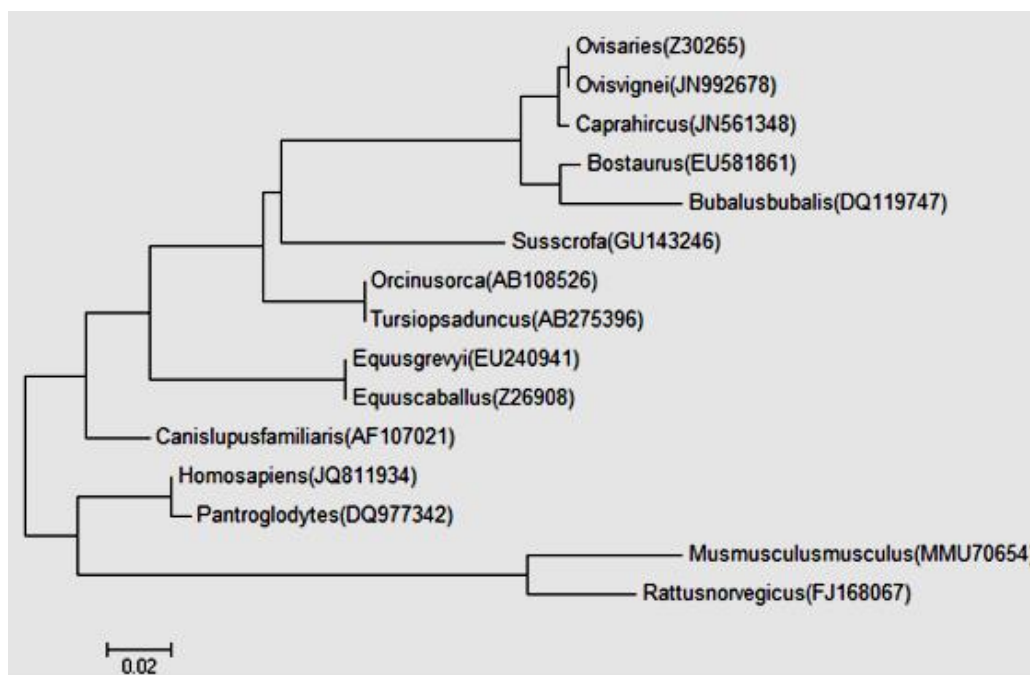 Ovisaries(Z30265)
Ovisvignei(JN992678)
Caprahircus(JN561348)
Bostaurus(EU581861)
Bubalusbubalis(DQ119747)
Susscrofa(GU143246)
Orcinusorca(AB108526)
Tursiopsaduncus(AB275396)
Equusgrevyi(EU240941)
Equuscaballus(Z26908)
Canislupusfamiliaris(AF107021)
Homosapiens(JQ811934)
Pantroglodytes(DQ977342)
Musmusculusmusculus(MMU70654)
Rattusnorvegicus(FJ168067)
0.02